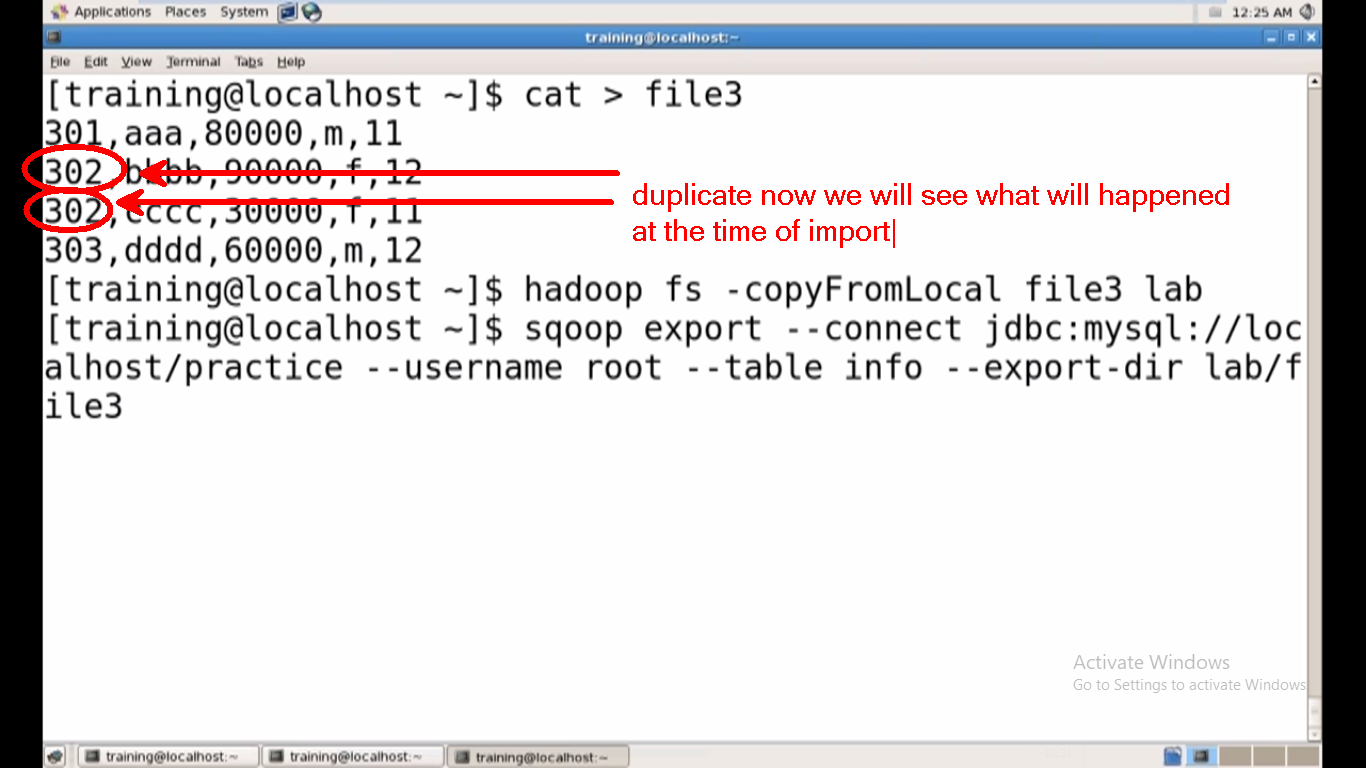 Applications Places System 12:25 AM
training@localhost:~
File Edit View Terminal Tabs Help
[training@localhost ~]$ cat > file3
301,aaa,80000,m,11
302,bbbb,90000,f,12
302,cccc,30000,f,11
303,dddd,60000,m,12
duplicate now we will see what will happened
at the time of import
[training@localhost ~]$ hadoop fs -copyFromLocal file3 lab
[training@localhost ~]$ sqoop export --connect jdbc:mysql://loc
alhost/practice --username root --table info --export-dir lab/f
ile3
Activate Windows
Go to Settings to activate Windows
training@localhost:~ training@localhost:~ training@localhost:~